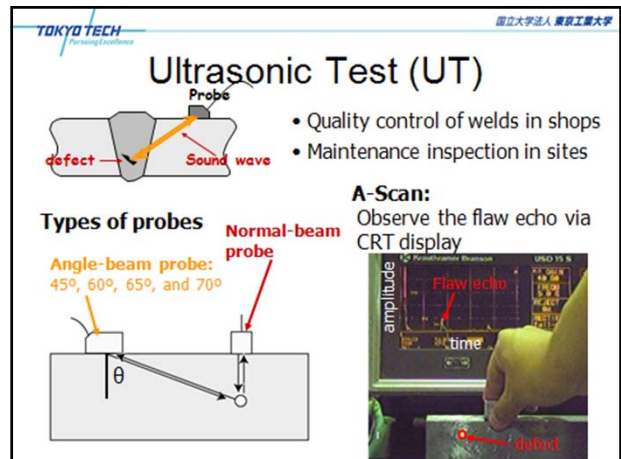 TOKYO TECH
Pursuing Excellence
国立大学法人 東京工業大学
Ultrasonic Test (UT)
Probe
defect
Sound wave
• Quality control of welds in shops
• Maintenance inspection in sites
Types of probes
Normal-beam
probe
Angle-beam probe:
45º, 60º, 65º, and 70º
θ
A-Scan:
Observe the flaw echo via
CRT display
Krautkramer Branson
USD 15 S
amplitude
Flaw echo
REJECT
time
defect